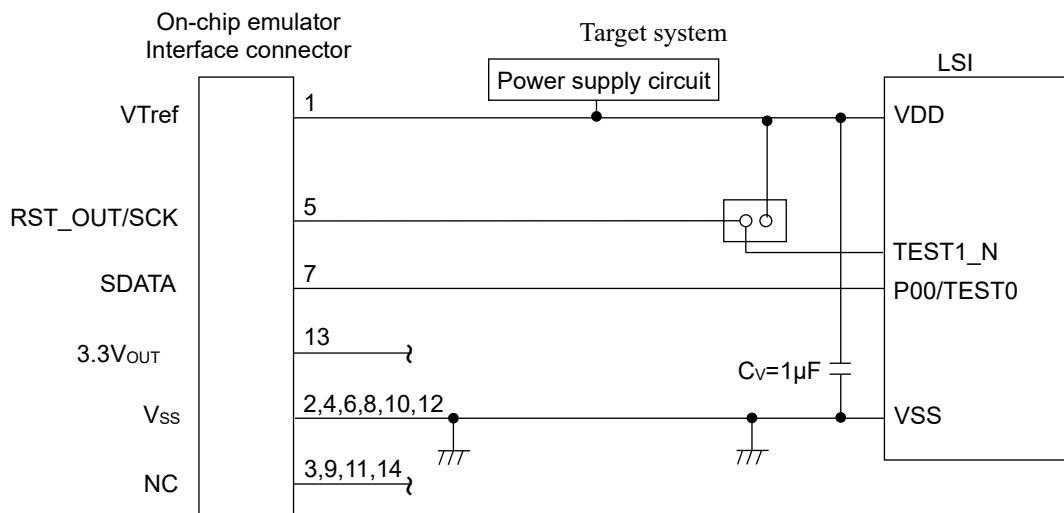 On-chip emulator
Interface connector
Target system
LSI
Power supply circuit
VTref
1
VDD
RST_OUT/SCK
5
TEST1_N
SDATA
7
P00/TEST0
3.3VOUT
13
CV=1µF
VSS
2,4,6,8,10,12
VSS
NC
3,9,11,14